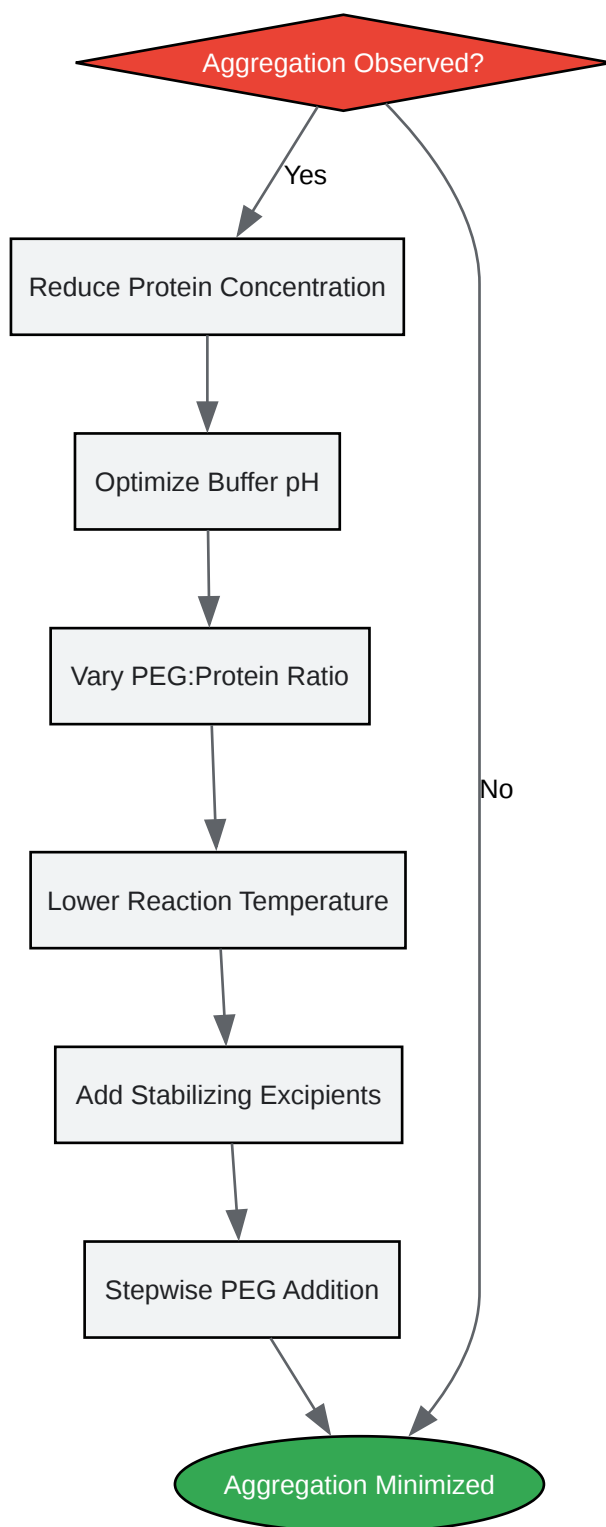 Aggregation Observed?
Yes
Reduce Protein Concentration
Optimize Buffer pH
Vary PEG:Protein Ratio
No
Lower Reaction Temperature
Add Stabilizing Excipients
Stepwise PEG Addition
Aggregation Minimized